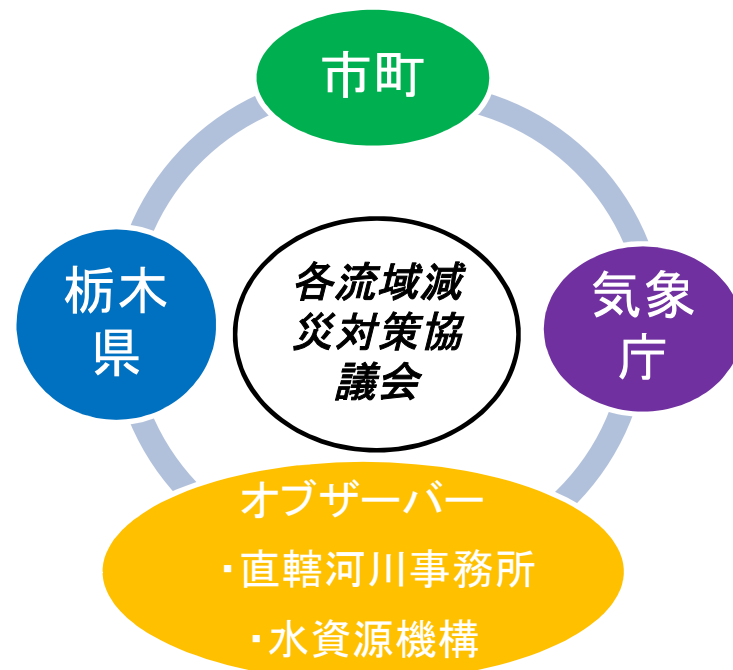 市町
栃木
県
各流域減
災対策協
議会
気象
庁
オブザーバー
・直轄河川事務所
・水資源機構